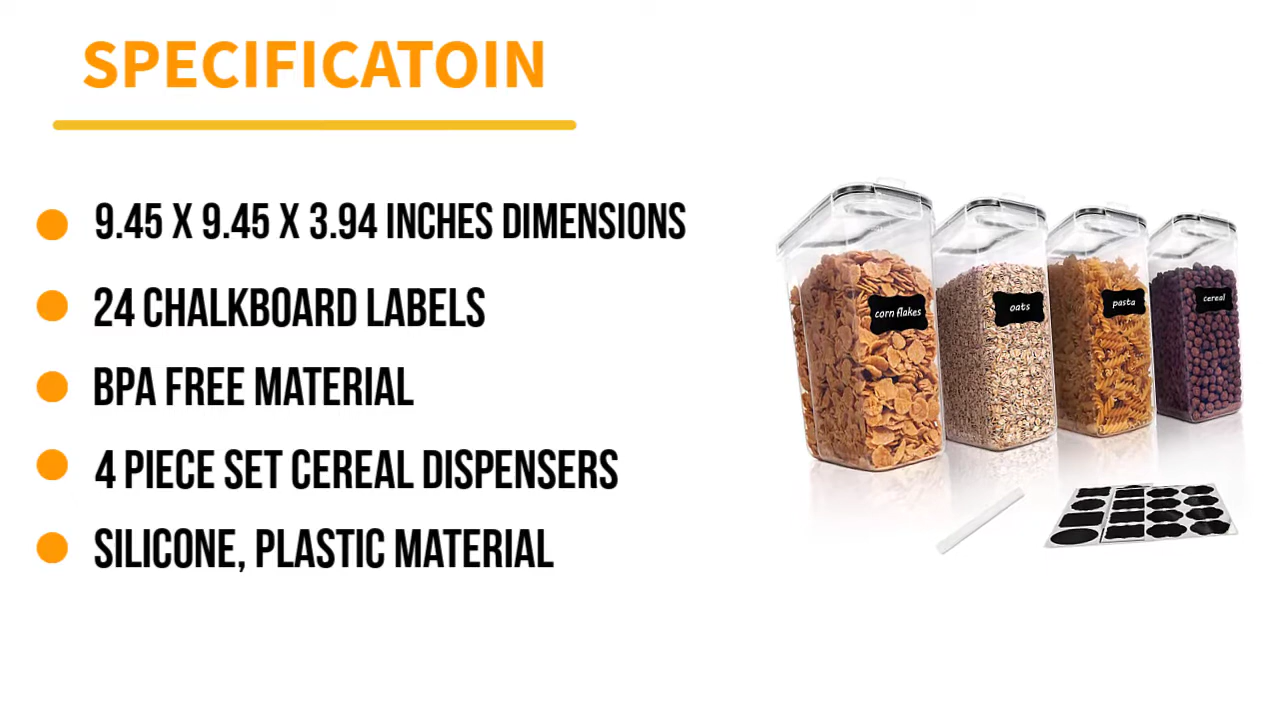 SPECIFICATOIN
9.45 X 9.45 X 3.94 INCHES DIMENSIONS
24 CHALKBOARD LABELS
BPA FREE MATERIAL
4 PIECE SET CEREAL DISPENSERS
SILICONE, PLASTIC MATERIAL
corn flakes
oats
pasta
cereal